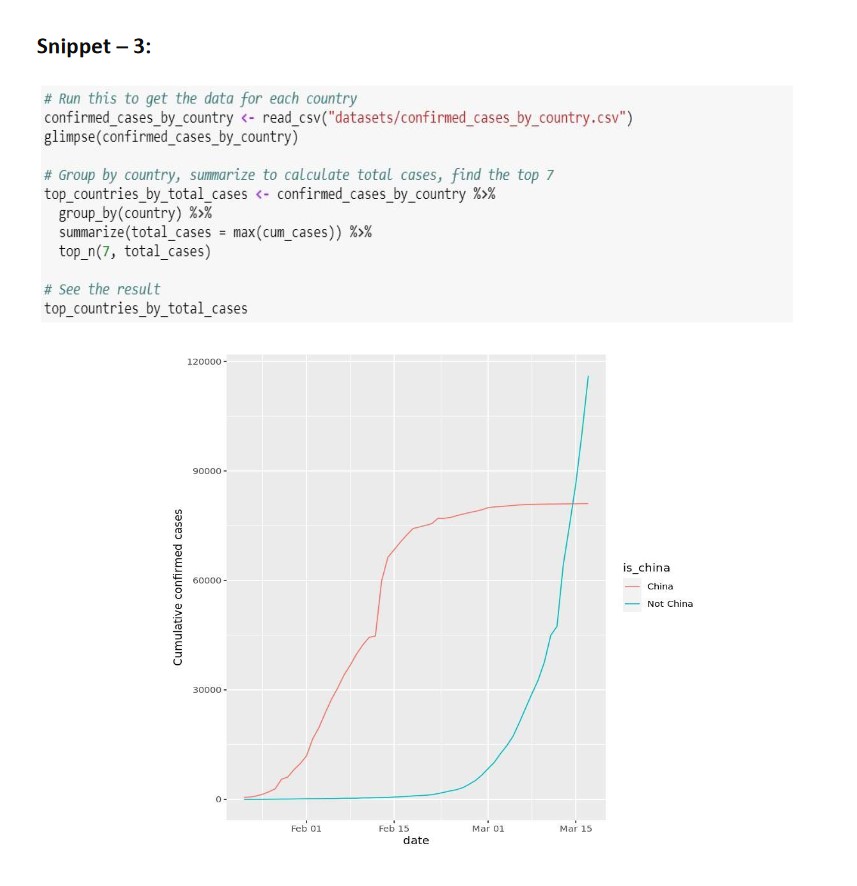 Snippet – 3:
# Run this to get the data for each country
confirmed_cases_by_country <- read_csv("datasets/confirmed_cases_by_country.csv")
glimpse(confirmed_cases_by_country)
# Group by country, summarize to calculate total cases, find the top 7
top_countries_by_total_cases <- confirmed_cases_by_country %>%
group_by(country) %>%
summarize(total_cases = max(cum_cases)) %>%
top_n(7, total_cases)
# See the result
top_countries_by_total_cases
120000
90000
60000
30000
0
Cumulative confirmed cases
Feb 01 Feb 15 Mar 01 Mar 15
date
is_china
China
Not China